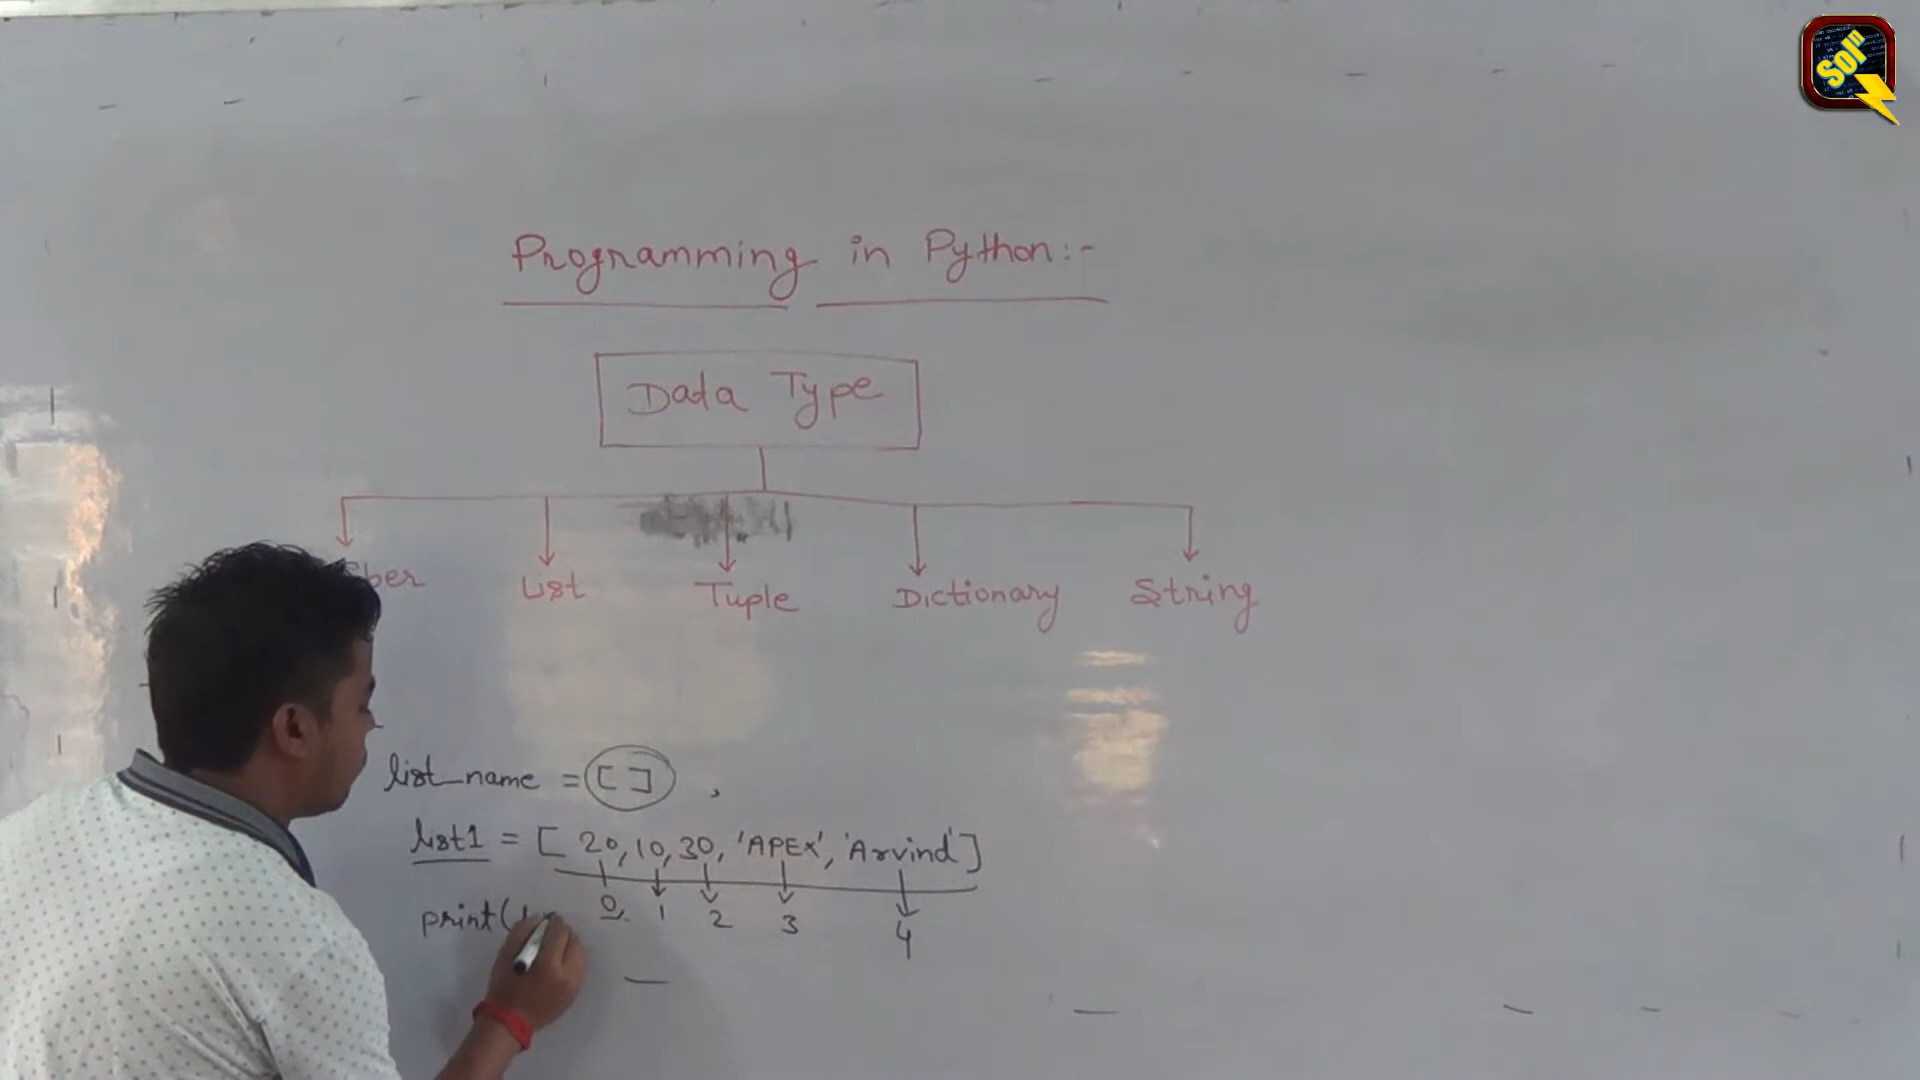 Soln
Programming in Python:-
Data Type
List Tuple Dictionary String
list_name = [ ] ,
list1 = [ 20, 10, 30, 'APEX', 'Arvind' ]
print( 0 1 2 3 4